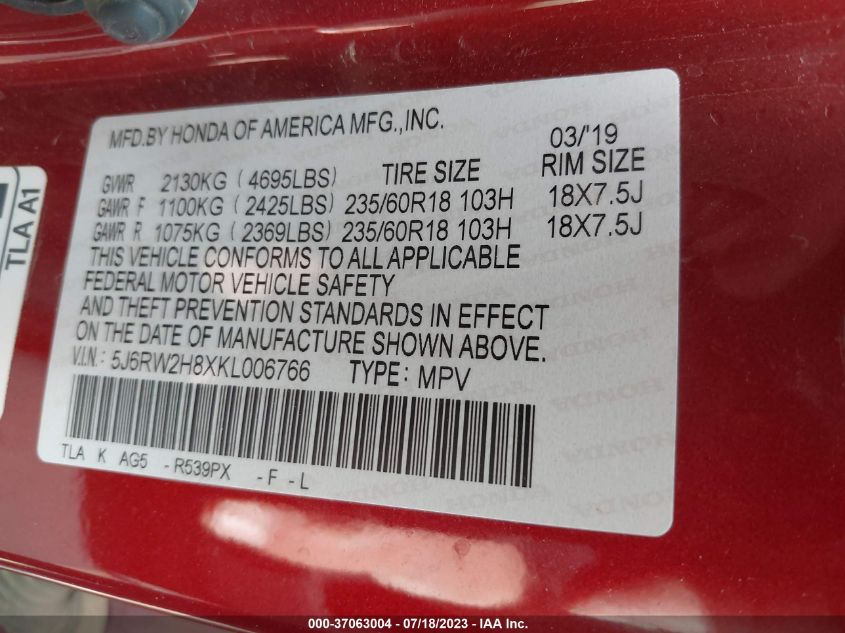 MFD.BY HONDA OF AMERICA MFG.,INC.
03/'19
GVWR 2130KG (4695LBS) TIRE SIZE RIM SIZE
GAWR F 1100KG (2425LBS) 235/60R18 103H 18X7.5J
GAWR R 1075KG (2369LBS) 235/60R18 103H 18X7.5J
THIS VEHICLE CONFORMS TO ALL APPLICABLE
FEDERAL MOTOR VEHICLE SAFETY
AND THEFT PREVENTION STANDARDS IN EFFECT
ON THE DATE OF MANUFACTURE SHOWN ABOVE.
V.I.N.: 5J6RW2H8XKL006766 TYPE: MPV
TLA K AG5 -R539PX -F-L
TLA A1
HONDA
000-37063004 / 07/18/2023 - IAA Inc.